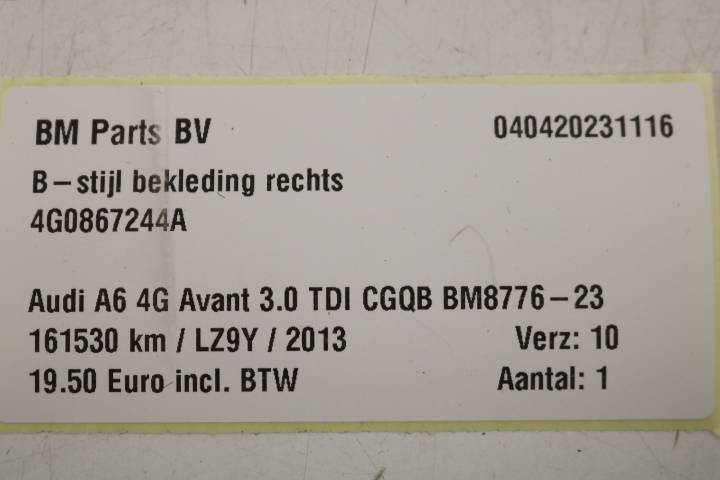 BM Parts BV 040420231116
B-stijl bekleding rechts
4G0867244A
Audi A6 4G Avant 3.0 TDI CGQB BM8776-23
161530 km / LZ9Y / 2013 Verz: 10
19.50 Euro incl. BTW Aantal: 1